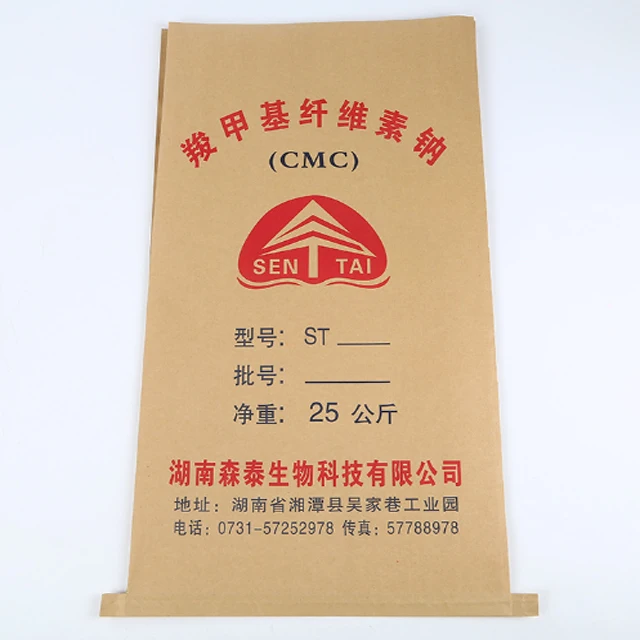 羧甲基纤维素钠
(CMC)
SEN TAI
型号: ST ____
批号: ______
净重: 25 公斤
湖南森泰生物科技有限公司
地址: 湖南省湘潭县吴家巷工业园
电话: 0731-57252978 传真: 57788978